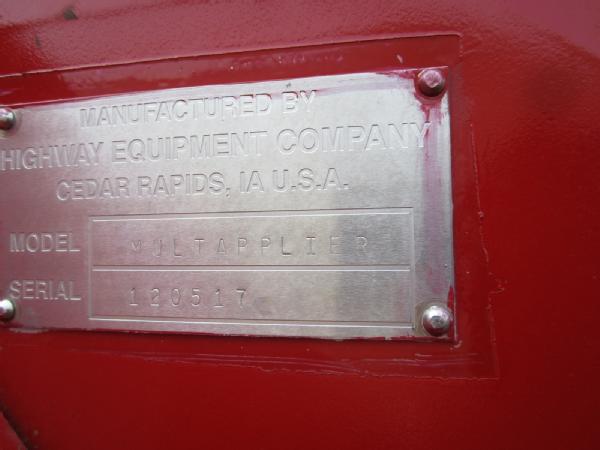 MANUFACTURED BY
HIGHWAY EQUIPMENT COMPANY
CEDAR RAPIDS, IA U.S.A.
MODEL MULTAPPLIER
SERIAL 120517